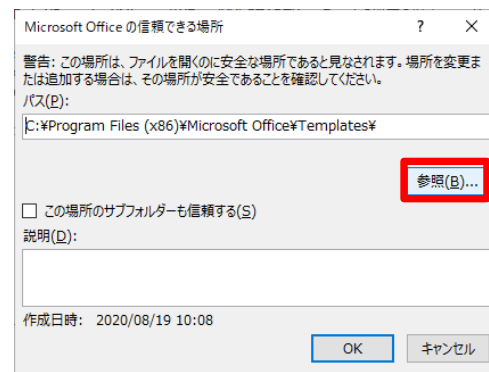 Microsoft Office の信頼できる場所
?
×
警告: この場所は、ファイルを開くのに安全な場所であると見なされます。場所を変更ま
たは追加する場合は、その場所が安全であることを確認してください。
パス(P):
C:¥Program Files (x86)¥Microsoft Office¥Templates¥
参照(B)...
この場所のサブフォルダーも信頼する(S)
説明(D):
作成日時: 2020/08/19 10:08
OK
キャンセル